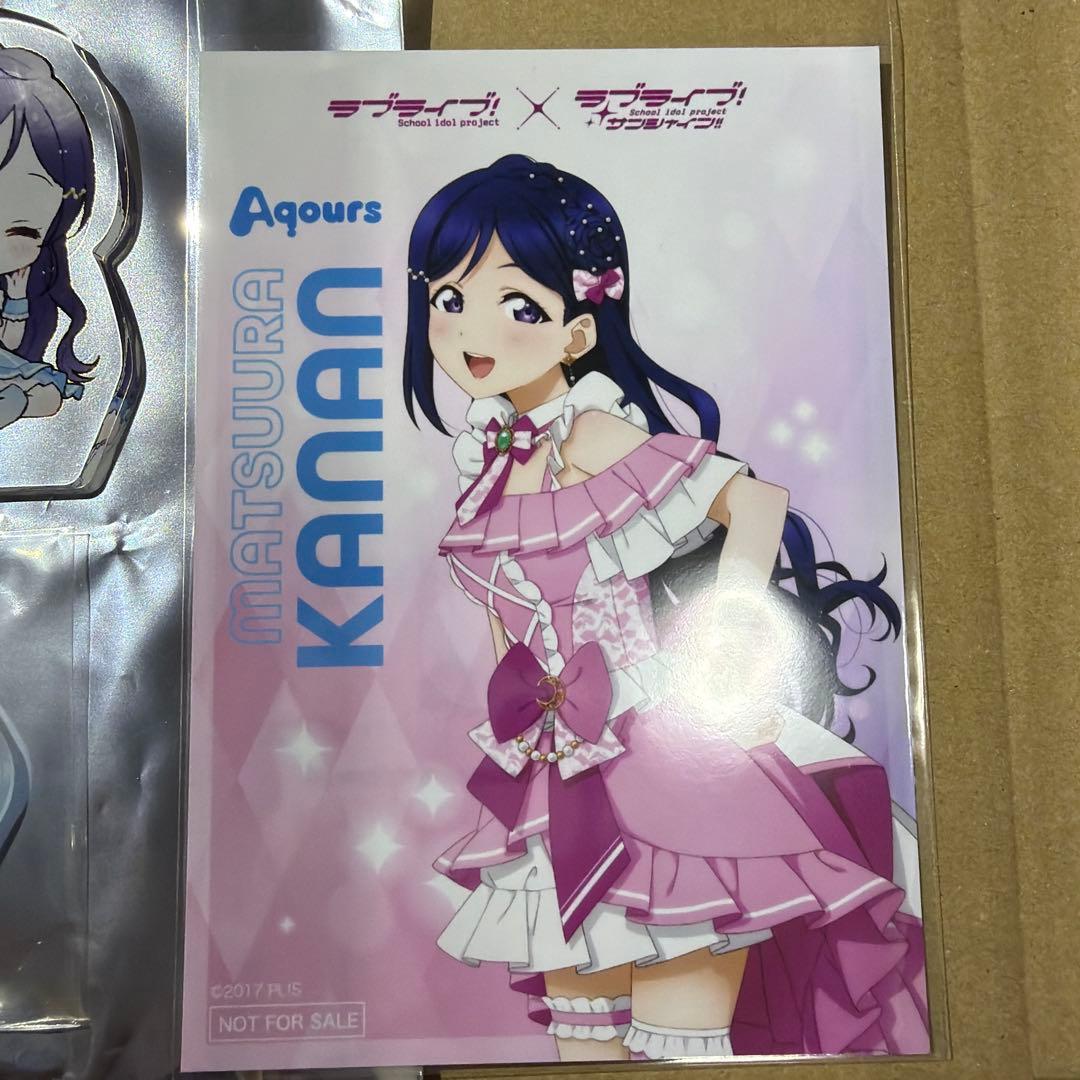 ラブライブ!
School idol project
×
ラブライブ!
School idol project
サンシャイン!!
Aqours
MATSUURA
KANAN
©2017 PL!S
NOT FOR SALE